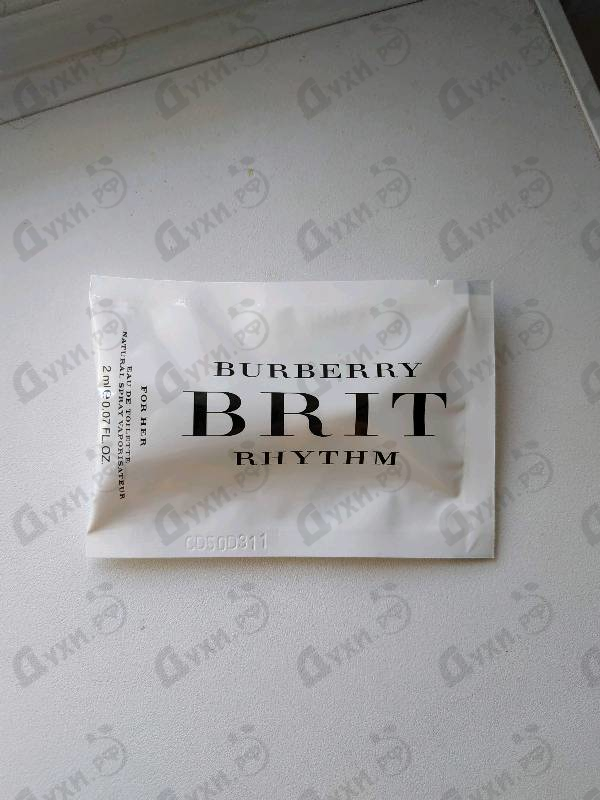 BURBERRY
BRIT
RHYTHM
FOR HER
EAU DE TOILETTE
NATURAL SPRAY VAPORISATEUR
2 ml e 0.07 FL. OZ.
CD50D311
Духи.РФ